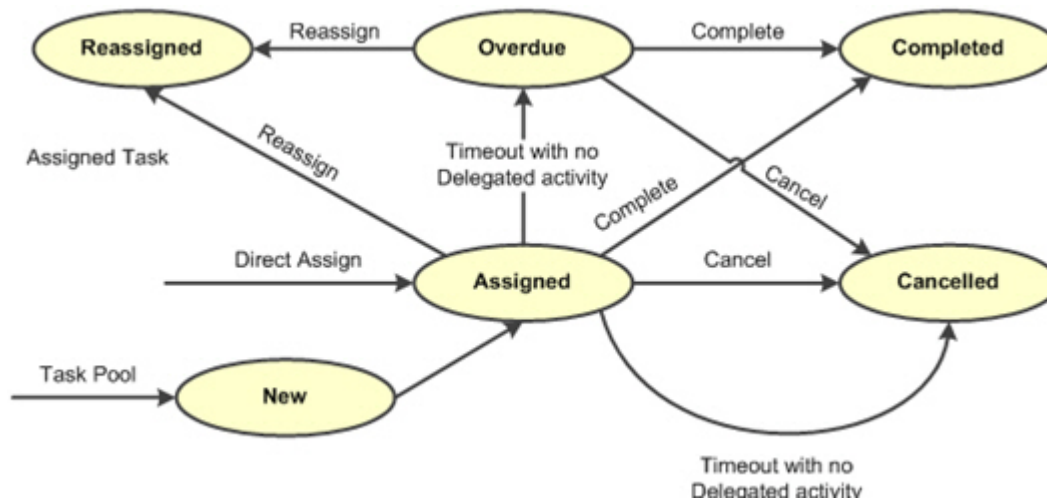 Reassigned
Reassign
Overdue
Complete
Completed
Assigned Task
Reassign
Timeout with no
Delegated activity
Complete
Cancel
Direct Assign
Assigned
Cancel
Cancelled
Task Pool
New
Timeout with no
Delegated activity